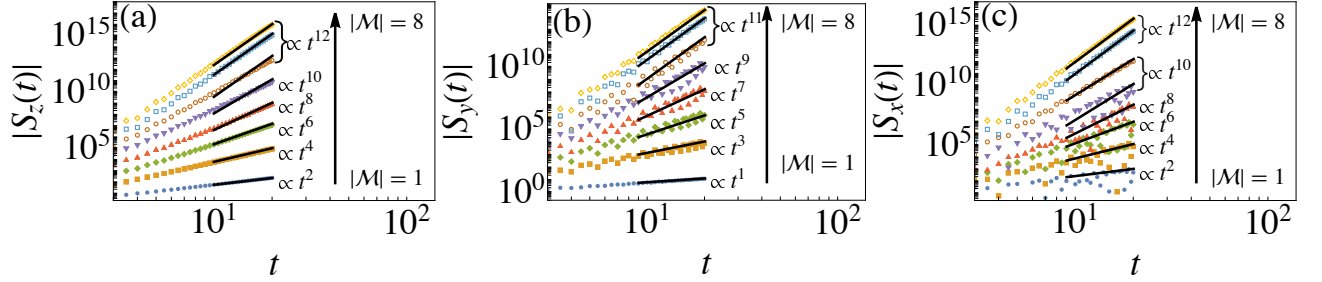 (a)
|S_z(t)|
10^15
10^10
10^5
∝ t^12
∝ t^10
∝ t^8
∝ t^6
∝ t^4
∝ t^2
|ℳ| = 8
|ℳ| = 1
10^1
10^2
t
(b)
|S_y(t)|
10^10
10^5
10^0
∝ t^11
∝ t^9
∝ t^7
∝ t^5
∝ t^3
∝ t^1
|ℳ| = 8
|ℳ| = 1
10^1
10^2
t
(c)
|S_x(t)|
10^15
10^10
10^5
∝ t^12
∝ t^10
∝ t^8
∝ t^6
∝ t^4
∝ t^2
|ℳ| = 8
|ℳ| = 1
10^1
10^2
t